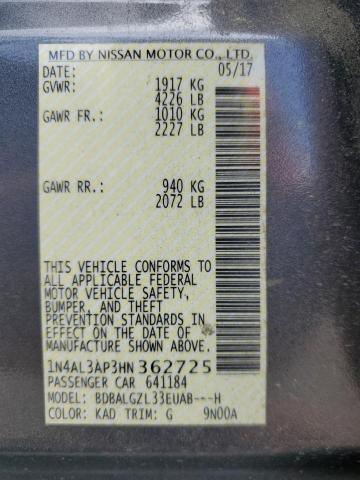 MFD BY NISSAN MOTOR CO., LTD.
DATE: 05/17
GVWR: 1917 KG
4226 LB
GAWR FR.: 1010 KG
2227 LB
GAWR RR.: 940 KG
2072 LB
THIS VEHICLE CONFORMS TO
ALL APPLICABLE FEDERAL
MOTOR VEHICLE SAFETY,
BUMPER, AND THEFT
PREVENTION STANDARDS IN
EFFECT ON THE DATE OF
MANUFACTURE SHOWN ABOVE.
1N4AL3AP3HN362725
PASSENGER CAR 641184
MODEL: BDBALGZL33EUAB---H
COLOR: KAD TRIM: G 9N00A